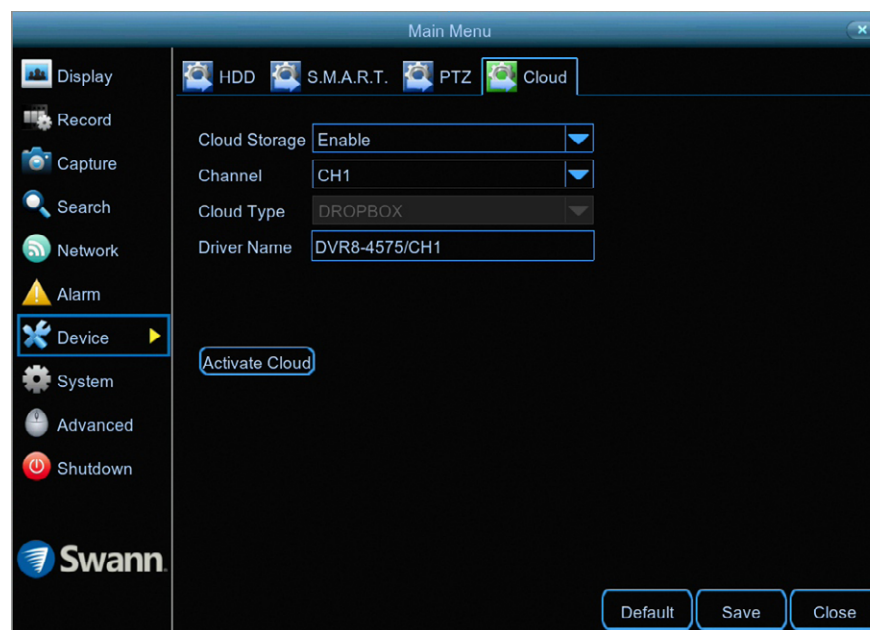 Main Menu
Display
Record
Capture
Search
Network
Alarm
Device
System
Advanced
Shutdown
Swann
HDD S.M.A.R.T. PTZ Cloud
Cloud Storage Enable
Channel CH1
Cloud Type DROPBOX
Driver Name DVR8-4575/CH1
Activate Cloud
Default Save Close